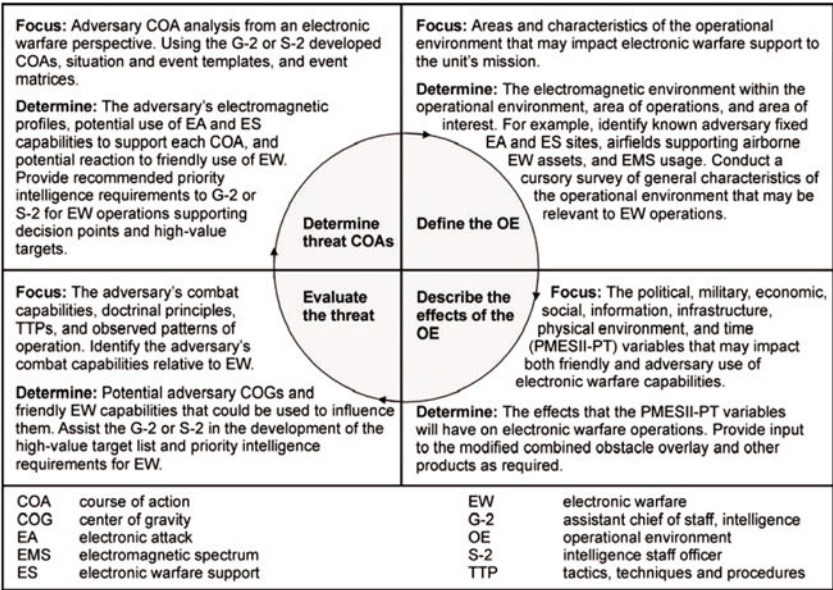 Focus: Adversary COA analysis from an electronic
warfare perspective. Using the G-2 or S-2 developed
COAs, situation and event templates, and event
matrices.
Determine: The adversary's electromagnetic
profiles, potential use of EA and ES
capabilities to support each COA, and
potential reaction to friendly use of EW.
Provide recommended priority
intelligence requirements to G-2 or
S-2 for EW operations supporting
decision points and high-value
targets.
Determine
threat COAs
Focus: Areas and characteristics of the operational
environment that may impact electronic warfare support to
the unit's mission.
Determine: The electromagnetic environment within the
operational environment, area of operations, and area of
interest. For example, identify known adversary fixed
EA and ES sites, airfields supporting airborne
EW assets, and EMS usage. Conduct a
cursory survey of general characteristics of
the operational environment that may be
relevant to EW operations.
Define the OE
Focus: The adversary's combat
capabilities, doctrinal principles,
TTPs, and observed patterns of
operation. Identify the adversary's
combat capabilities relative to EW.
Evaluate
the threat
Determine: Potential adversary COGs and
friendly EW capabilities that could be used to influence
them. Assist the G-2 or S-2 in the development of the
high-value target list and priority intelligence
requirements for EW.
Describe the
effects of the
OE
Focus: The political, military, economic,
social, information, infrastructure,
physical environment, and time
(PMESII-PT) variables that may impact
both friendly and adversary use of
electronic warfare capabilities.
Determine: The effects that the PMESII-PT variables
will have on electronic warfare operations. Provide input
to the modified combined obstacle overlay and other
products as required.
COA course of action
COG center of gravity
EA electronic attack
EMS electromagnetic spectrum
ES electronic warfare support
EW electronic warfare
G-2 assistant chief of staff, intelligence
OE operational environment
S-2 intelligence staff officer
TTP tactics, techniques and procedures